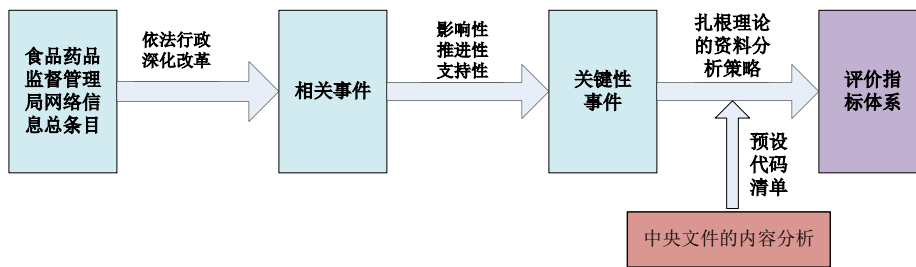 食品药品
监督管理
局网络信
息总条目
依法行政
深化改革
相关事件
影响性
推进性
支持性
关键性
事件
扎根理论
的资料分
析策略
评价指
标体系
预设
代码
清单
中央文件的内容分析